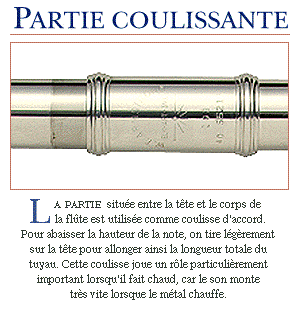 PARTIE COULISSANTE
LA PARTIE située entre la tête et le corps de
la flûte est utilisée comme coulisse d'accord.
Pour abaisser la hauteur de la note, on tire légèrement
sur la tête pour allonger ainsi la longueur totale du
tuyau. Cette coulisse joue un rôle particulièrement
important lorsqu'il fait chaud, car le son monte
très vite lorsque le métal chauffe.